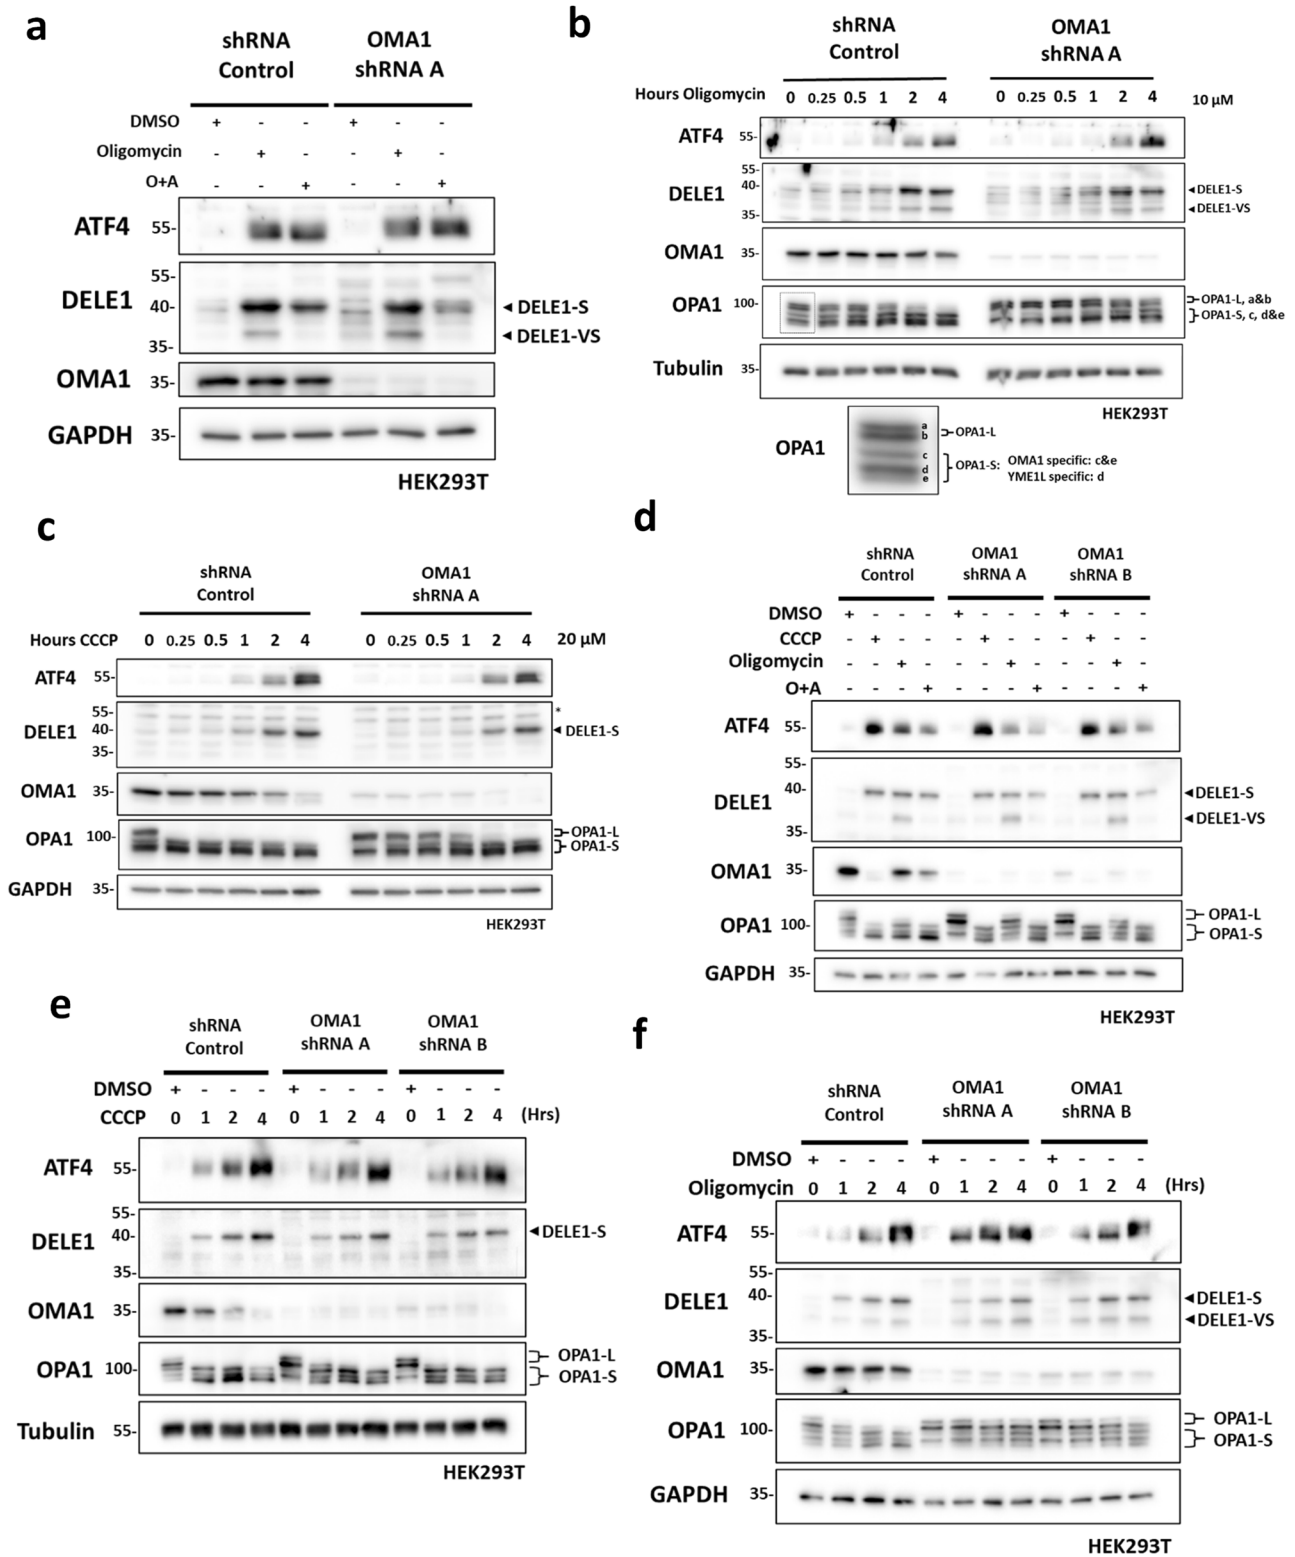 a
shRNA
Control
OMA1
shRNA A
DMSO + - - + - -
Oligomycin - + - - + -
O+A - - + - - +
ATF4 55-
DELE1 55-
40-
35-
DELE1-S
DELE1-VS
OMA1 35-
GAPDH 35-
HEK293T
b
shRNA
Control
OMA1
shRNA A
Hours Oligomycin 0 0.25 0.5 1 2 4 0 0.25 0.5 1 2 4 10 µM
ATF4 55-
DELE1 55-
40-
35-
DELE1-S
DELE1-VS
OMA1 35-
OPA1 100-
OPA1-L, a&b
OPA1-S, c, d&e
Tubulin 35-
HEK293T
OPA1
a
b
c
d
e
OPA1-L
OPA1-S: OMA1 specific: c&e
YME1L specific: d
c
shRNA
Control
OMA1
shRNA A
Hours CCCP 0 0.25 0.5 1 2 4 0 0.25 0.5 1 2 4 20 µM
ATF4 55-
DELE1 55-
40-
35-
*
DELE1-S
OMA1 35-
OPA1 100-
OPA1-L
OPA1-S
GAPDH 35-
HEK293T
d
shRNA
Control
OMA1
shRNA A
OMA1
shRNA B
DMSO + - - - + - - - + - - -
CCCP - + - - - + - - - + - -
Oligomycin - - + - - - + - - - + -
O+A - - - + - - - + - - - +
ATF4 55-
DELE1 55-
40-
35-
DELE1-S
DELE1-VS
OMA1 35-
OPA1 100-
OPA1-L
OPA1-S
GAPDH 35-
HEK293T
e
shRNA
Control
OMA1
shRNA A
OMA1
shRNA B
DMSO + - - - + - - - + - - -
CCCP 0 1 2 4 0 1 2 4 0 1 2 4 (Hrs)
ATF4 55-
DELE1 55-
40-
35-
DELE1-S
OMA1 35-
OPA1 100-
OPA1-L
OPA1-S
Tubulin 55-
HEK293T
f
shRNA
Control
OMA1
shRNA A
OMA1
shRNA B
DMSO + - - - + - - - + - - -
Oligomycin 0 1 2 4 0 1 2 4 0 1 2 4 (Hrs)
ATF4 55-
DELE1 55-
40-
35-
DELE1-S
DELE1-VS
OMA1 35-
OPA1 100-
OPA1-L
OPA1-S
GAPDH 35-
HEK293T